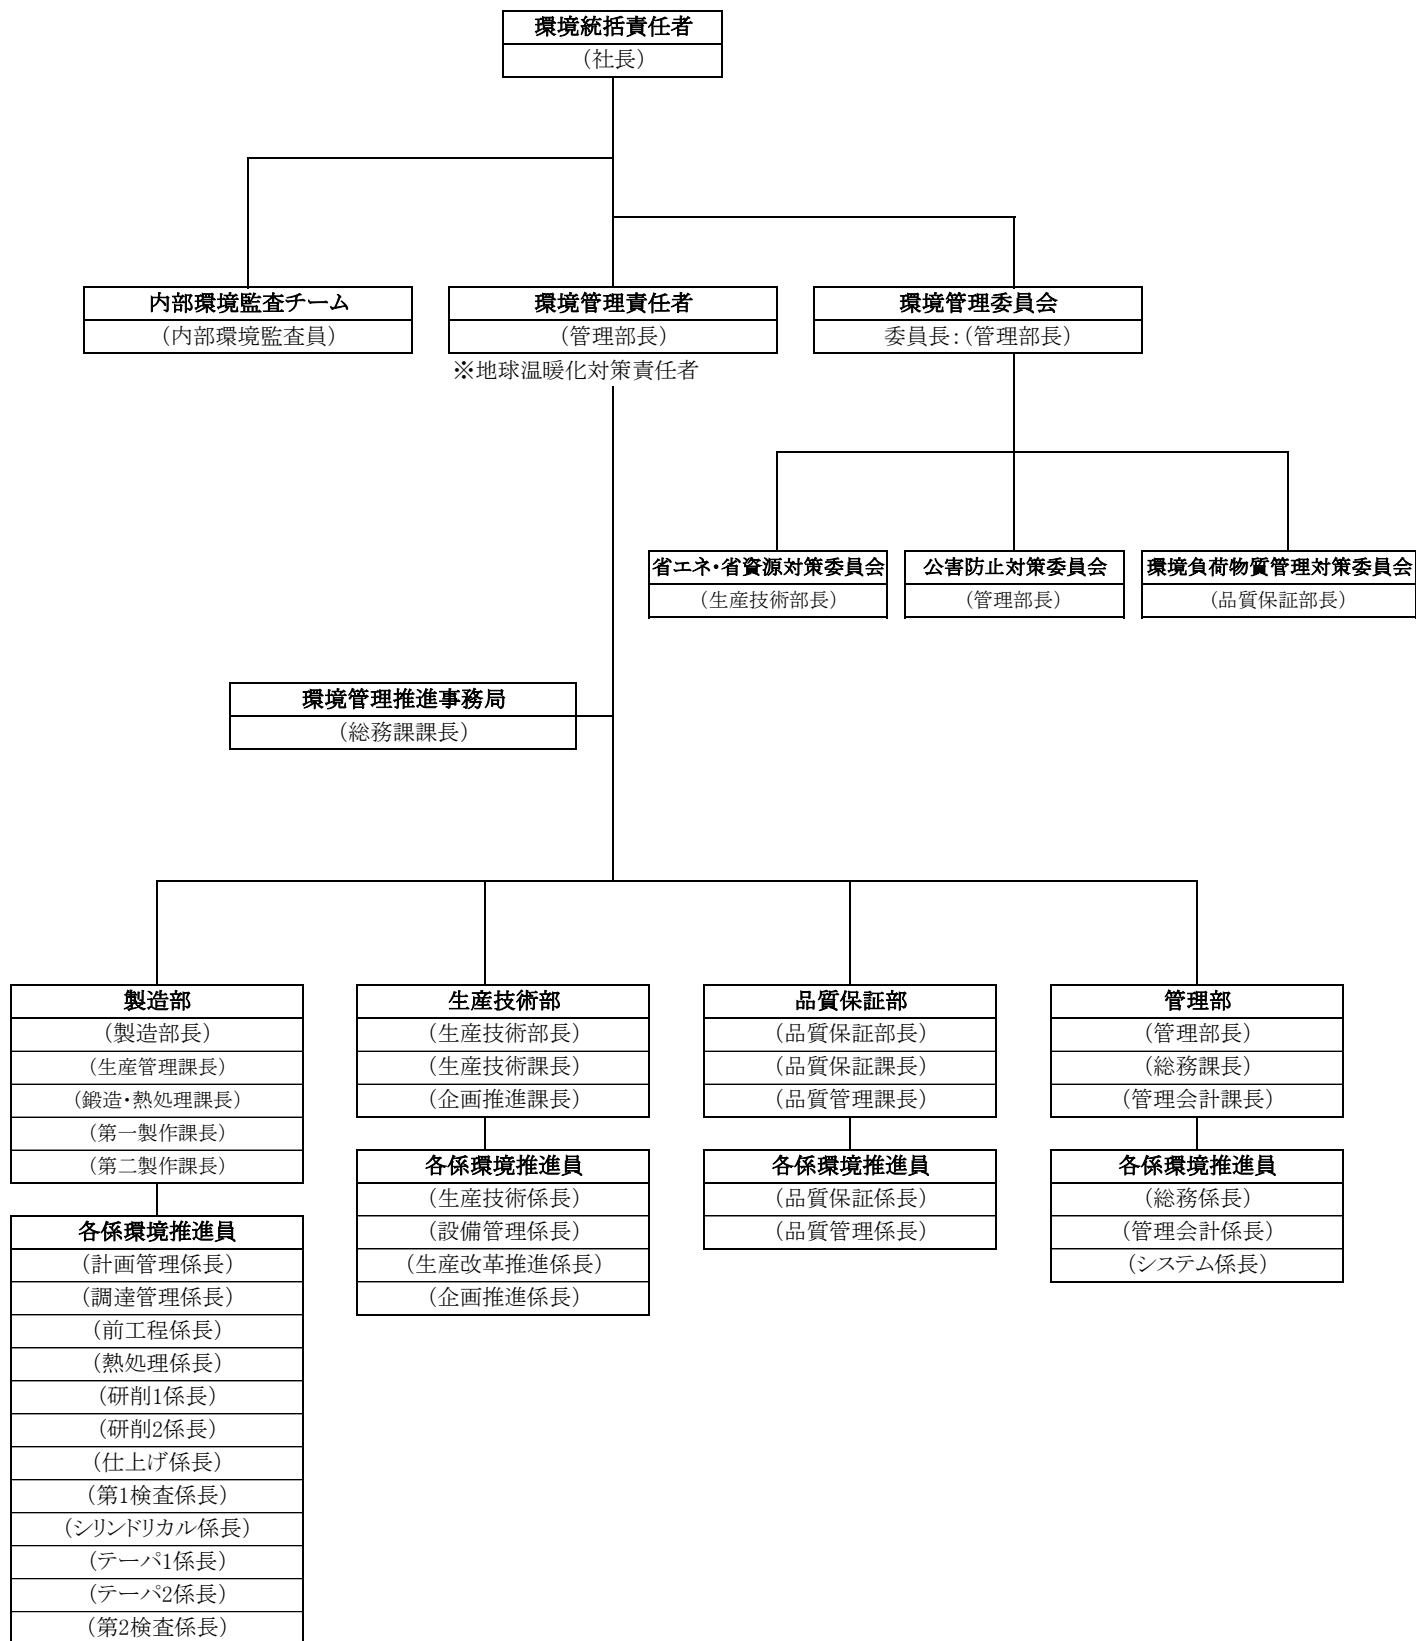 環境統括責任者
（社長）
内部環境監査チーム
（内部環境監査員）
環境管理責任者
（管理部長）
※地球温暖化対策責任者
環境管理委員会
委員長：（管理部長）
省エネ・省資源対策委員会
（生産技術部長）
公害防止対策委員会
（管理部長）
環境負荷物質管理対策委員会
（品質保証部長）
環境管理推進事務局
（総務課課長）
製造部
（製造部長）
（生産管理課長）
（鍛造・熱処理課長）
（第一製作課長）
（第二製作課長）
各係環境推進員
（計画管理係長）
（調達管理係長）
（前工程係長）
（熱処理係長）
（研削1係長）
（研削2係長）
（仕上げ係長）
（第1検査係長）
（シリンドリカル係長）
（テーパ1係長）
（テーパ2係長）
（第2検査係長）
生産技術部
（生産技術部長）
（生産技術課長）
（企画推進課長）
各係環境推進員
（生産技術係長）
（設備管理係長）
（生産改革推進係長）
（企画推進係長）
品質保証部
（品質保証部長）
（品質保証課長）
（品質管理課長）
各係環境推進員
（品質保証係長）
（品質管理係長）
管理部
（管理部長）
（総務課長）
（管理会計課長）
各係環境推進員
（総務係長）
（管理会計係長）
（システム係長）